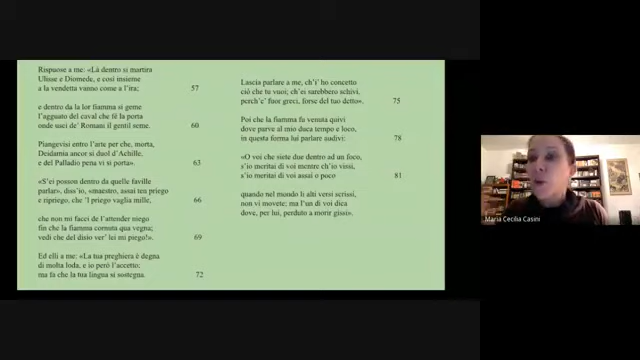 Rispuose a me: «Là dentro si martira
Ulisse e Diomede, e così insieme
a la vendetta vanno come a l'ira;
57
e dentro da la lor fiamma si geme
l'agguato del caval che fé la porta
onde uscì de' Romani il gentil seme.
60
Piangevisi entro l'arte per che, morta,
Deïdamìa ancor si duol d'Achille,
e del Palladio pena vi si porta».
63
«S'ei posson dentro da quelle faville
parlar», diss'io, «maestro, assai ten priego
e ripriego, che 'l priego vaglia mille,
66
che non mi facci de l'attender niego
fin che la fiamma cornuta qua vegna;
vedi che del disio ver' lei mi piego!».
69
Ed elli a me: «La tua preghiera è degna
di molta loda, e io però l'accetto;
ma fa che la tua lingua si sostegna.
72
Lascia parlare a me, ch'i' ho concetto
ciò che tu vuoi; ch'ei sarebbero schivi,
perch'e' fuor greci, forse del tuo detto».
75
Poi che la fiamma fu venuta quivi
dove parve al mio duca tempo e loco,
in questa forma lui parlare audivi:
78
«O voi che siete due dentro ad un foco,
s'io meritai di voi mentre ch'io vissi,
s'io meritai di voi assai o poco
81
quando nel mondo li alti versi scrissi,
non vi movete; ma l'un di voi dica
dove, per lui, perduto a morir gissi».
Maria Cecilia Casini